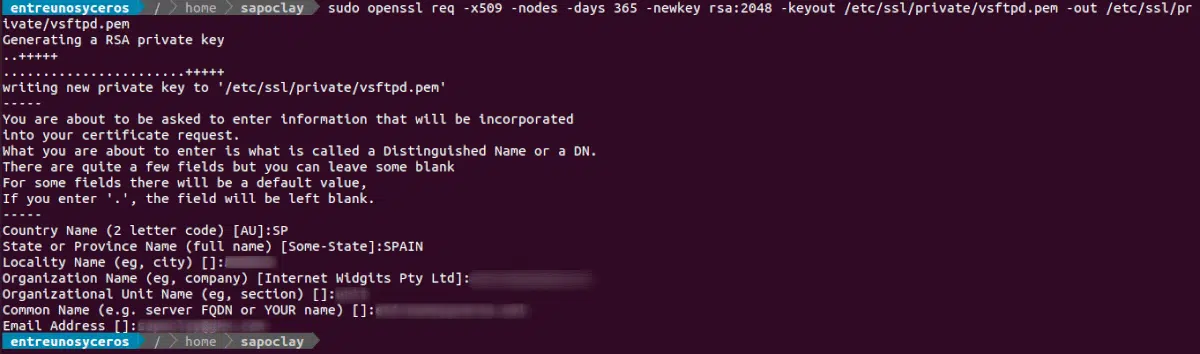 entreunosyceros / home sapoclay sudo openssl req -x509 -nodes -days 365 -newkey rsa:2048 -keyout /etc/ssl/private/vsftpd.pem -out /etc/ssl/pr
ivate/vsftpd.pem
Generating a RSA private key
..+++++
.......................+++++
writing new private key to '/etc/ssl/private/vsftpd.pem'
-----
You are about to be asked to enter information that will be incorporated
into your certificate request.
What you are about to enter is what is called a Distinguished Name or a DN.
There are quite a few fields but you can leave some blank
For some fields there will be a default value,
If you enter '.', the field will be left blank.
-----
Country Name (2 letter code) [AU]:SP
State or Province Name (full name) [Some-State]:SPAIN
Locality Name (eg, city) []:
Organization Name (eg, company) [Internet Widgits Pty Ltd]:
Organizational Unit Name (eg, section) []:
Common Name (e.g. server FQDN or YOUR name) []:
Email Address []:
entreunosyceros / home sapoclay